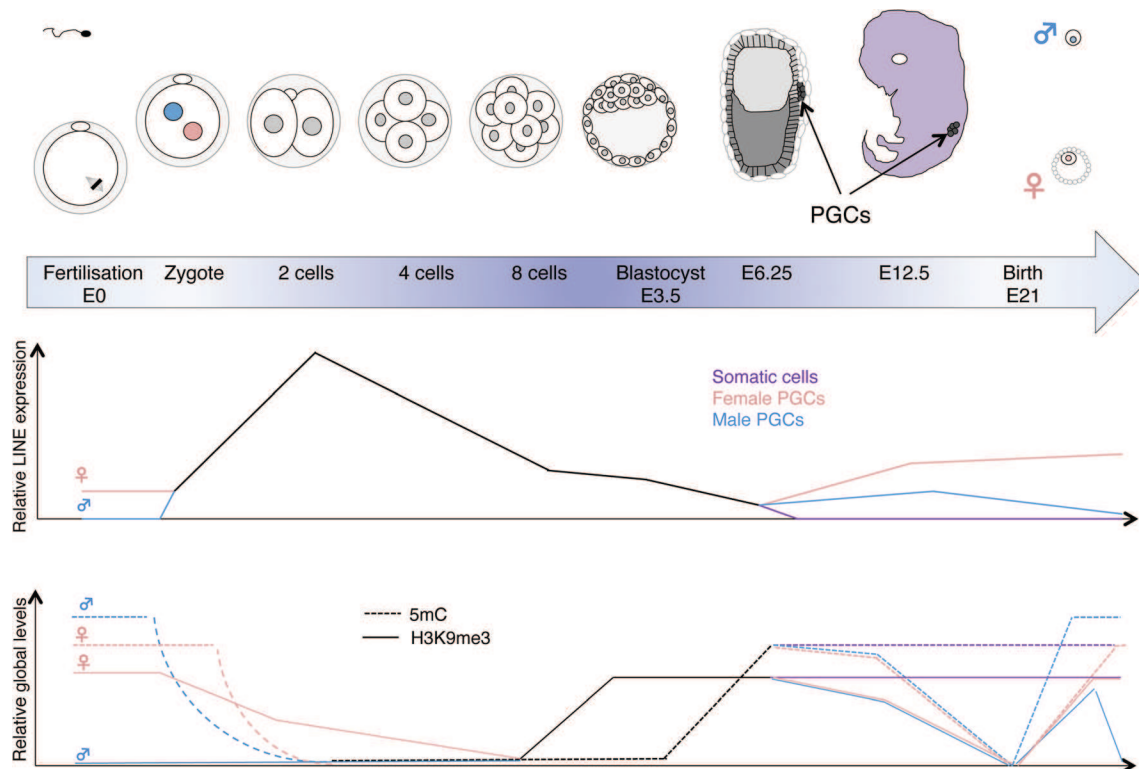 ♂
♀
PGCs
Fertilisation
E0
Zygote
2 cells
4 cells
8 cells
Blastocyst
E3.5
E6.25
E12.5
Birth
E21
Relative LINE expression
Somatic cells
Female PGCs
Male PGCs
♀
♂
Relative global levels
♂
♀
♀
♂
5mC
H3K9me3